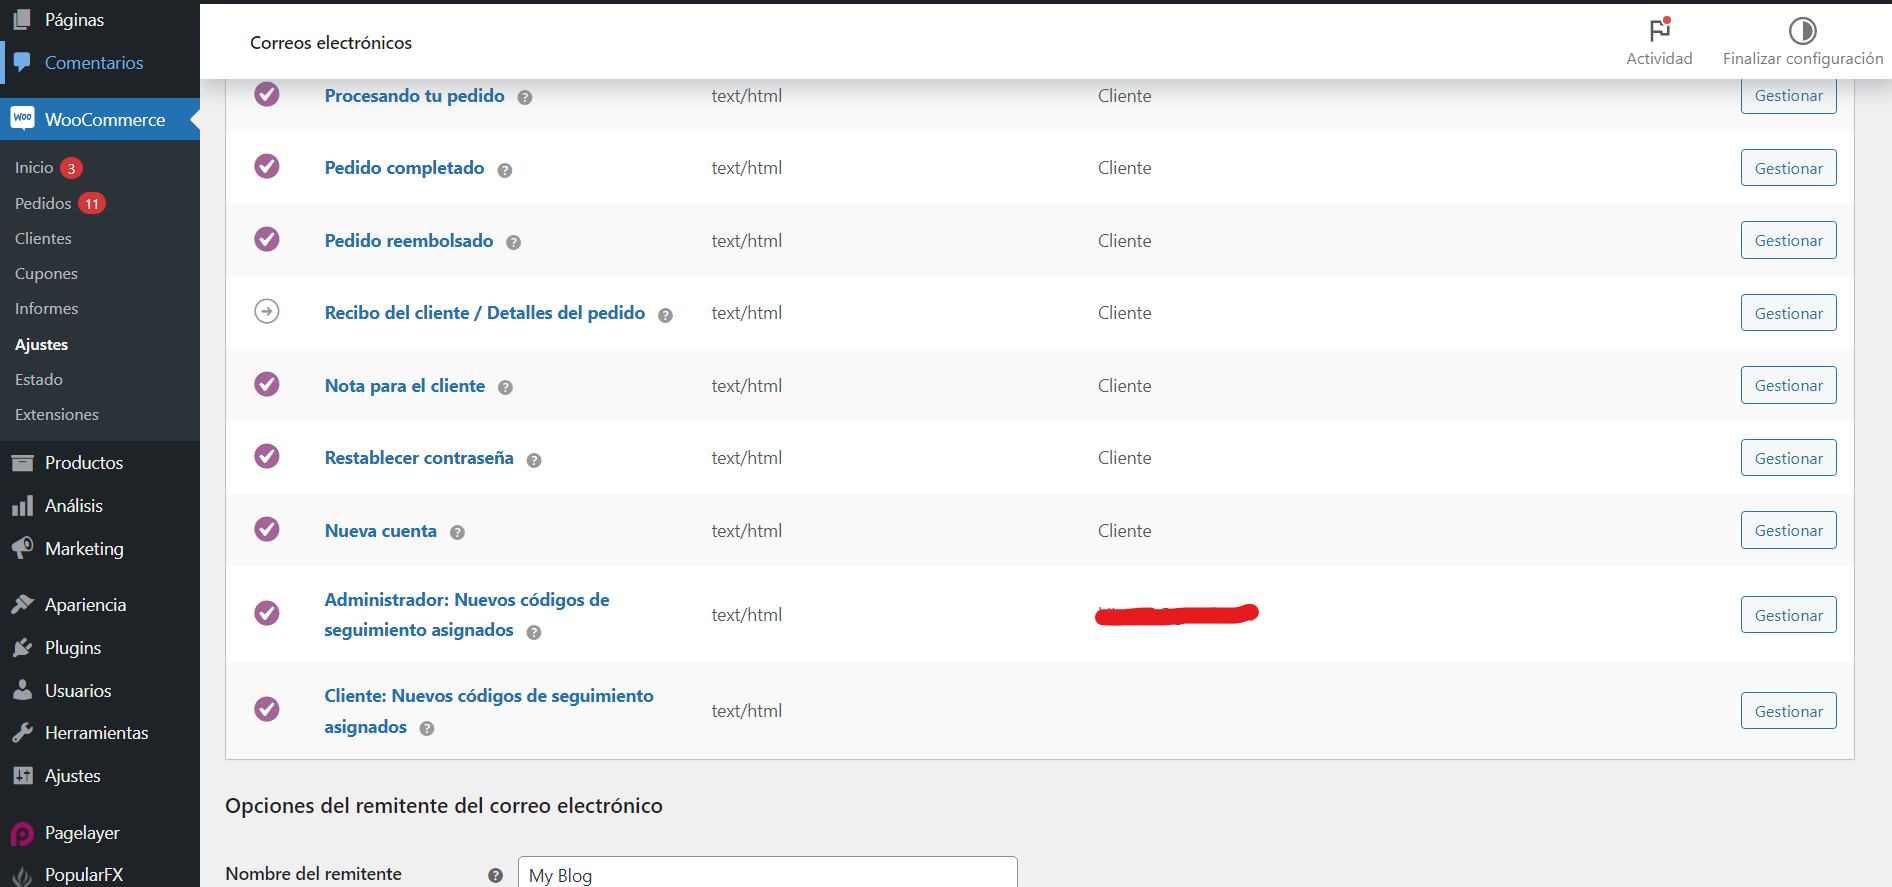 Páginas
Comentarios
WooCommerce
Inicio 3
Pedidos 11
Clientes
Cupones
Informes
Ajustes
Estado
Extensiones
Productos
Análisis
Marketing
Apariencia
Plugins
Usuarios
Herramientas
Ajustes
Pagelayer
PopularFX
Correos electrónicos
Actividad
Finalizar configuración
Procesando tu pedido ? text/html Cliente Gestionar
Pedido completado ? text/html Cliente Gestionar
Pedido reembolsado ? text/html Cliente Gestionar
Recibo del cliente / Detalles del pedido ? text/html Cliente Gestionar
Nota para el cliente ? text/html Cliente Gestionar
Restablecer contraseña ? text/html Cliente Gestionar
Nueva cuenta ? text/html Cliente Gestionar
Administrador: Nuevos códigos de
seguimiento asignados ? text/html Gestionar
Cliente: Nuevos códigos de seguimiento
asignados ? text/html Gestionar
Opciones del remitente del correo electrónico
Nombre del remitente ? My Blog